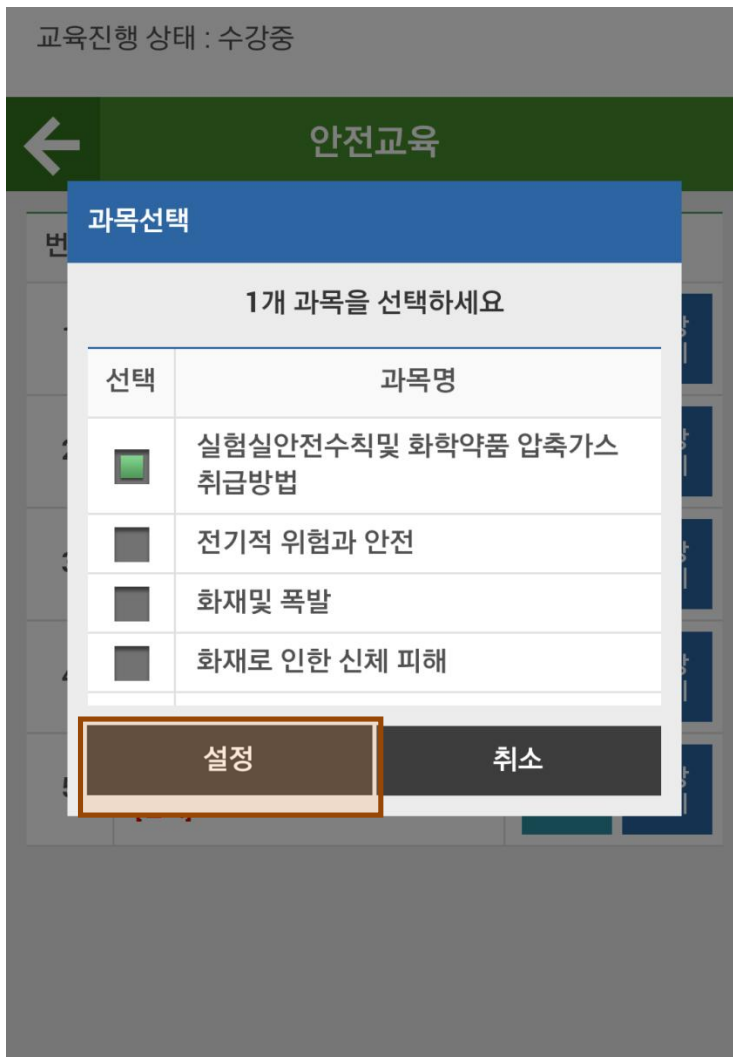 교육진행 상태 : 수강중
안전교육
과목선택
번
1개 과목을 선택하세요
선택 과목명
실험실안전수칙및 화학약품 압축가스
취급방법
전기적 위험과 안전
화재및 폭발
화재로 인한 신체 피해
설정 취소